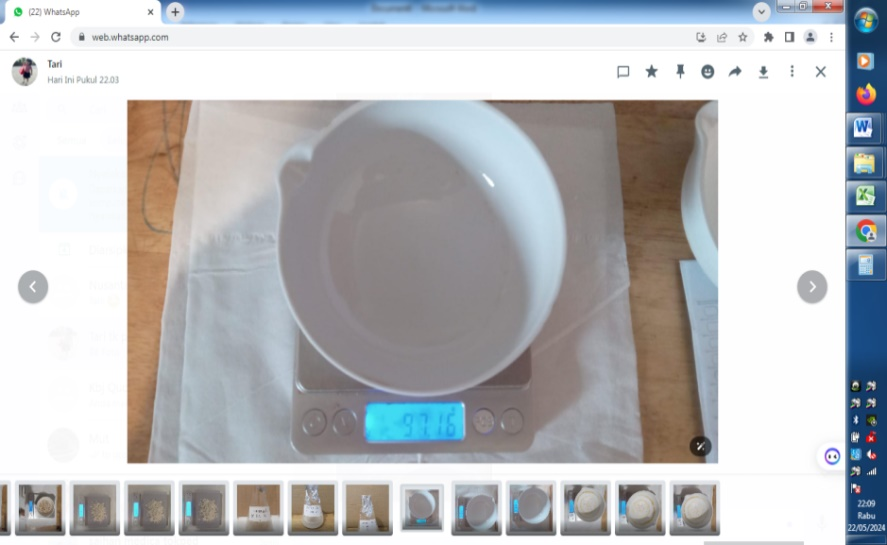 (22) WhatsApp
web.whatsapp.com
Tari
Hari Ini Pukul 22.03
97.16
22:09
Rabu
22/05/2024